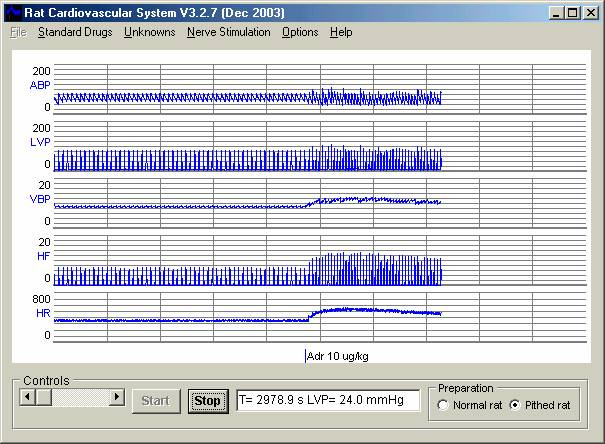 Rat Cardiovascular System V3.2.7 (Dec 2003)
File Standard Drugs Unknowns Nerve Stimulation Options Help
200
ABP
0
200
LVP
0
20
VBP
0
20
HF
0
800
HR
0
Adr 10 ug/kg
Controls
Start Stop T= 2978.9 s LVP= 24.0 mmHg
Preparation
Normal rat Pithed rat